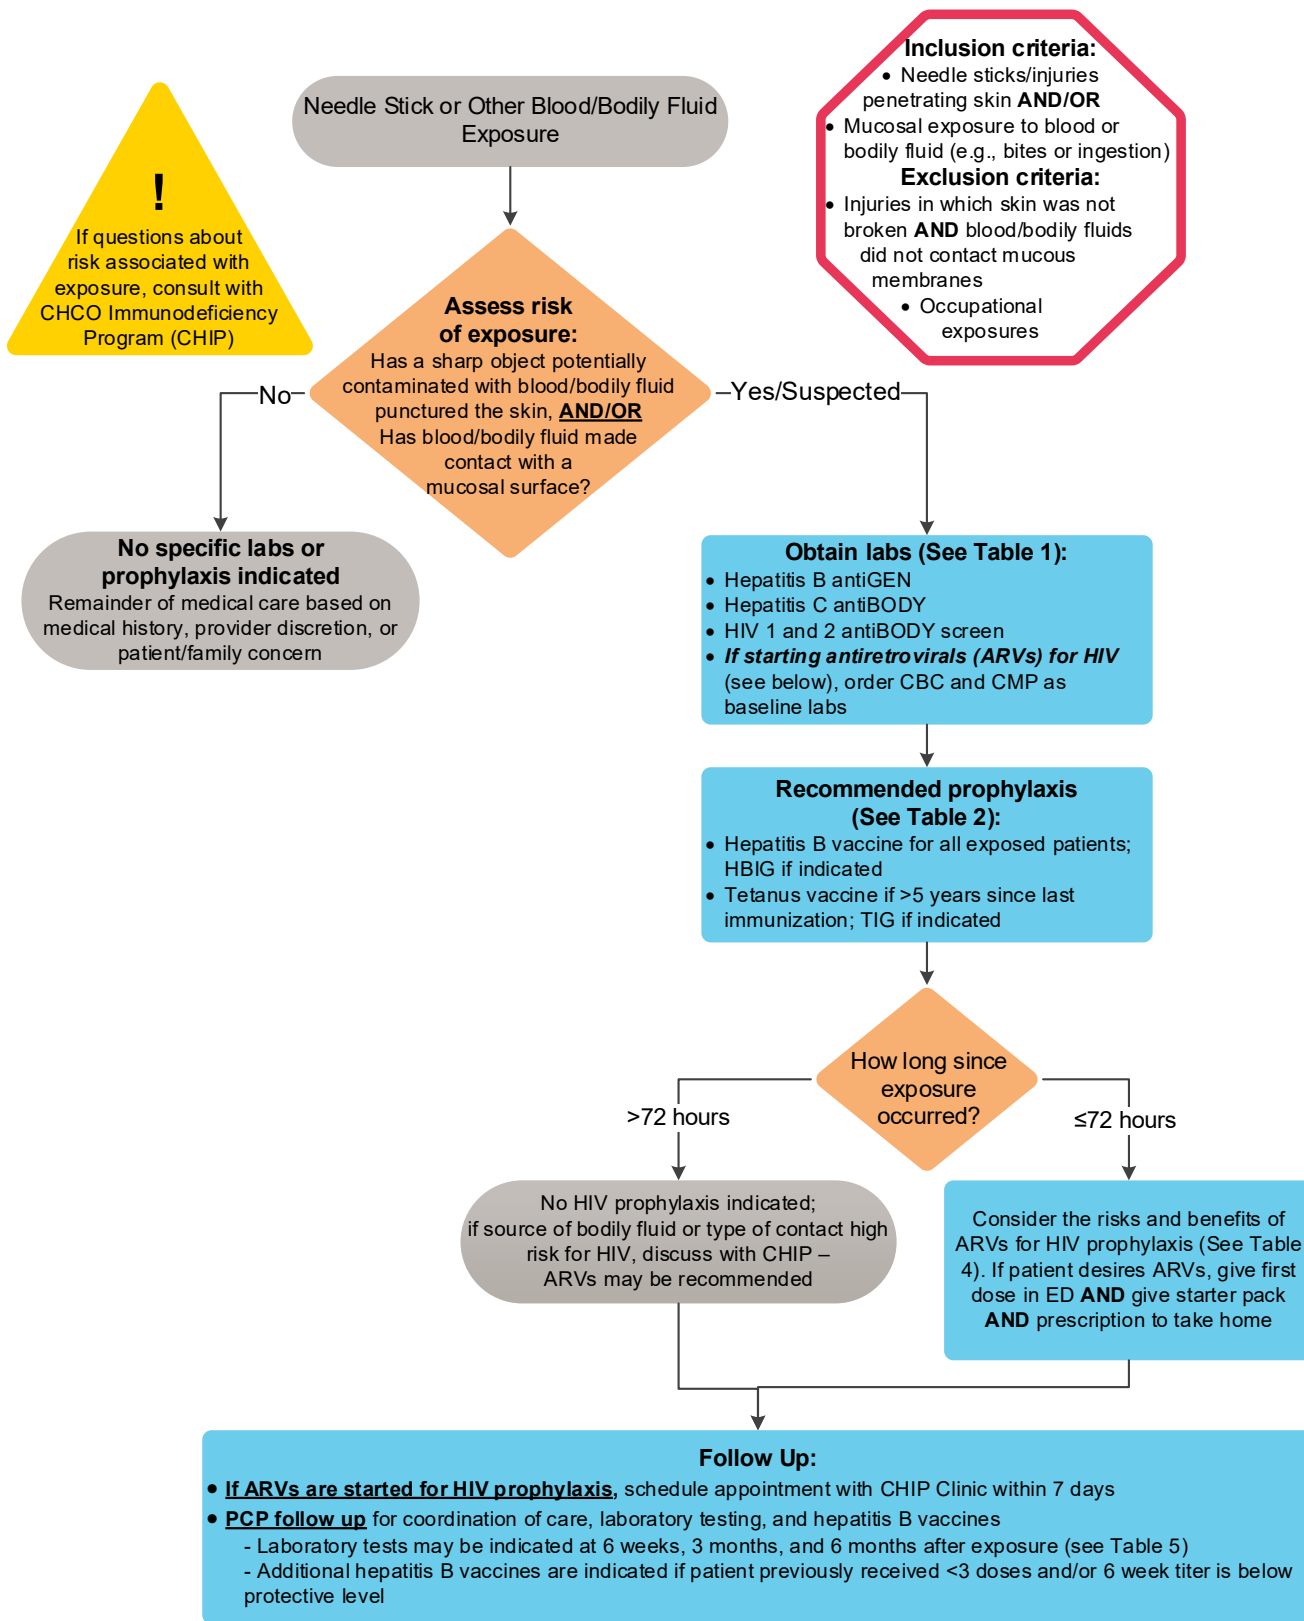 Needle Stick or Other Blood/Bodily Fluid
Exposure
!
If questions about
risk associated with
exposure, consult with
CHCO Immunodeficiency
Program (CHIP)
Inclusion criteria:
• Needle sticks/injuries
penetrating skin AND/OR
• Mucosal exposure to blood or
bodily fluid (e.g., bites or ingestion)
Exclusion criteria:
• Injuries in which skin was not
broken AND blood/bodily fluids
did not contact mucous
membranes
• Occupational
exposures
Assess risk
of exposure:
Has a sharp object potentially
contaminated with blood/bodily fluid
punctured the skin, AND/OR
Has blood/bodily fluid made
contact with a
mucosal surface?
No
Yes/Suspected
No specific labs or
prophylaxis indicated
Remainder of medical care based on
medical history, provider discretion, or
patient/family concern
Obtain labs (See Table 1):
• Hepatitis B antiGEN
• Hepatitis C antiBODY
• HIV 1 and 2 antiBODY screen
• If starting antiretrovirals (ARVs) for HIV
(see below), order CBC and CMP as
baseline labs
Recommended prophylaxis
(See Table 2):
• Hepatitis B vaccine for all exposed patients;
HBIG if indicated
• Tetanus vaccine if >5 years since last
immunization; TIG if indicated
How long since
exposure
occurred?
>72 hours
≤72 hours
No HIV prophylaxis indicated;
if source of bodily fluid or type of contact high
risk for HIV, discuss with CHIP –
ARVs may be recommended
Consider the risks and benefits of
ARVs for HIV prophylaxis (See Table
4). If patient desires ARVs, give first
dose in ED AND give starter pack
AND prescription to take home
Follow Up:
• If ARVs are started for HIV prophylaxis, schedule appointment with CHIP Clinic within 7 days
• PCP follow up for coordination of care, laboratory testing, and hepatitis B vaccines
- Laboratory tests may be indicated at 6 weeks, 3 months, and 6 months after exposure (see Table 5)
- Additional hepatitis B vaccines are indicated if patient previously received <3 doses and/or 6 week titer is below
protective level